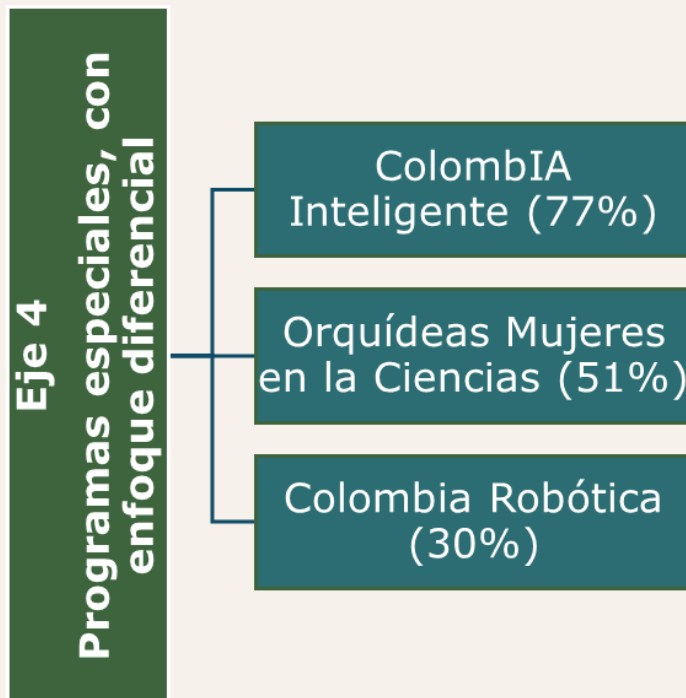 Eje 4
Programas especiales, con
enfoque diferencial
ColombIA
Inteligente (77%)
Orquídeas Mujeres
en la Ciencias (51%)
Colombia Robótica
(30%)